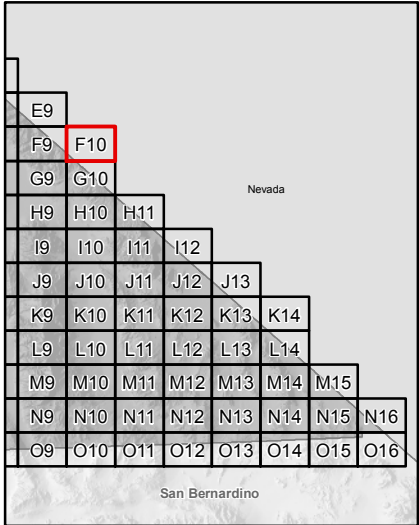 E9
F9 F10
G9 G10
Nevada
H9 H10 H11
I9 I10 I11 I12
J9 J10 J11 J12 J13
K9 K10 K11 K12 K13 K14
L9 L10 L11 L12 L13 L14
M9 M10 M11 M12 M13 M14 M15
N9 N10 N11 N12 N13 N14 N15 N16
O9 O10 O11 O12 O13 O14 O15 O16
San Bernardino